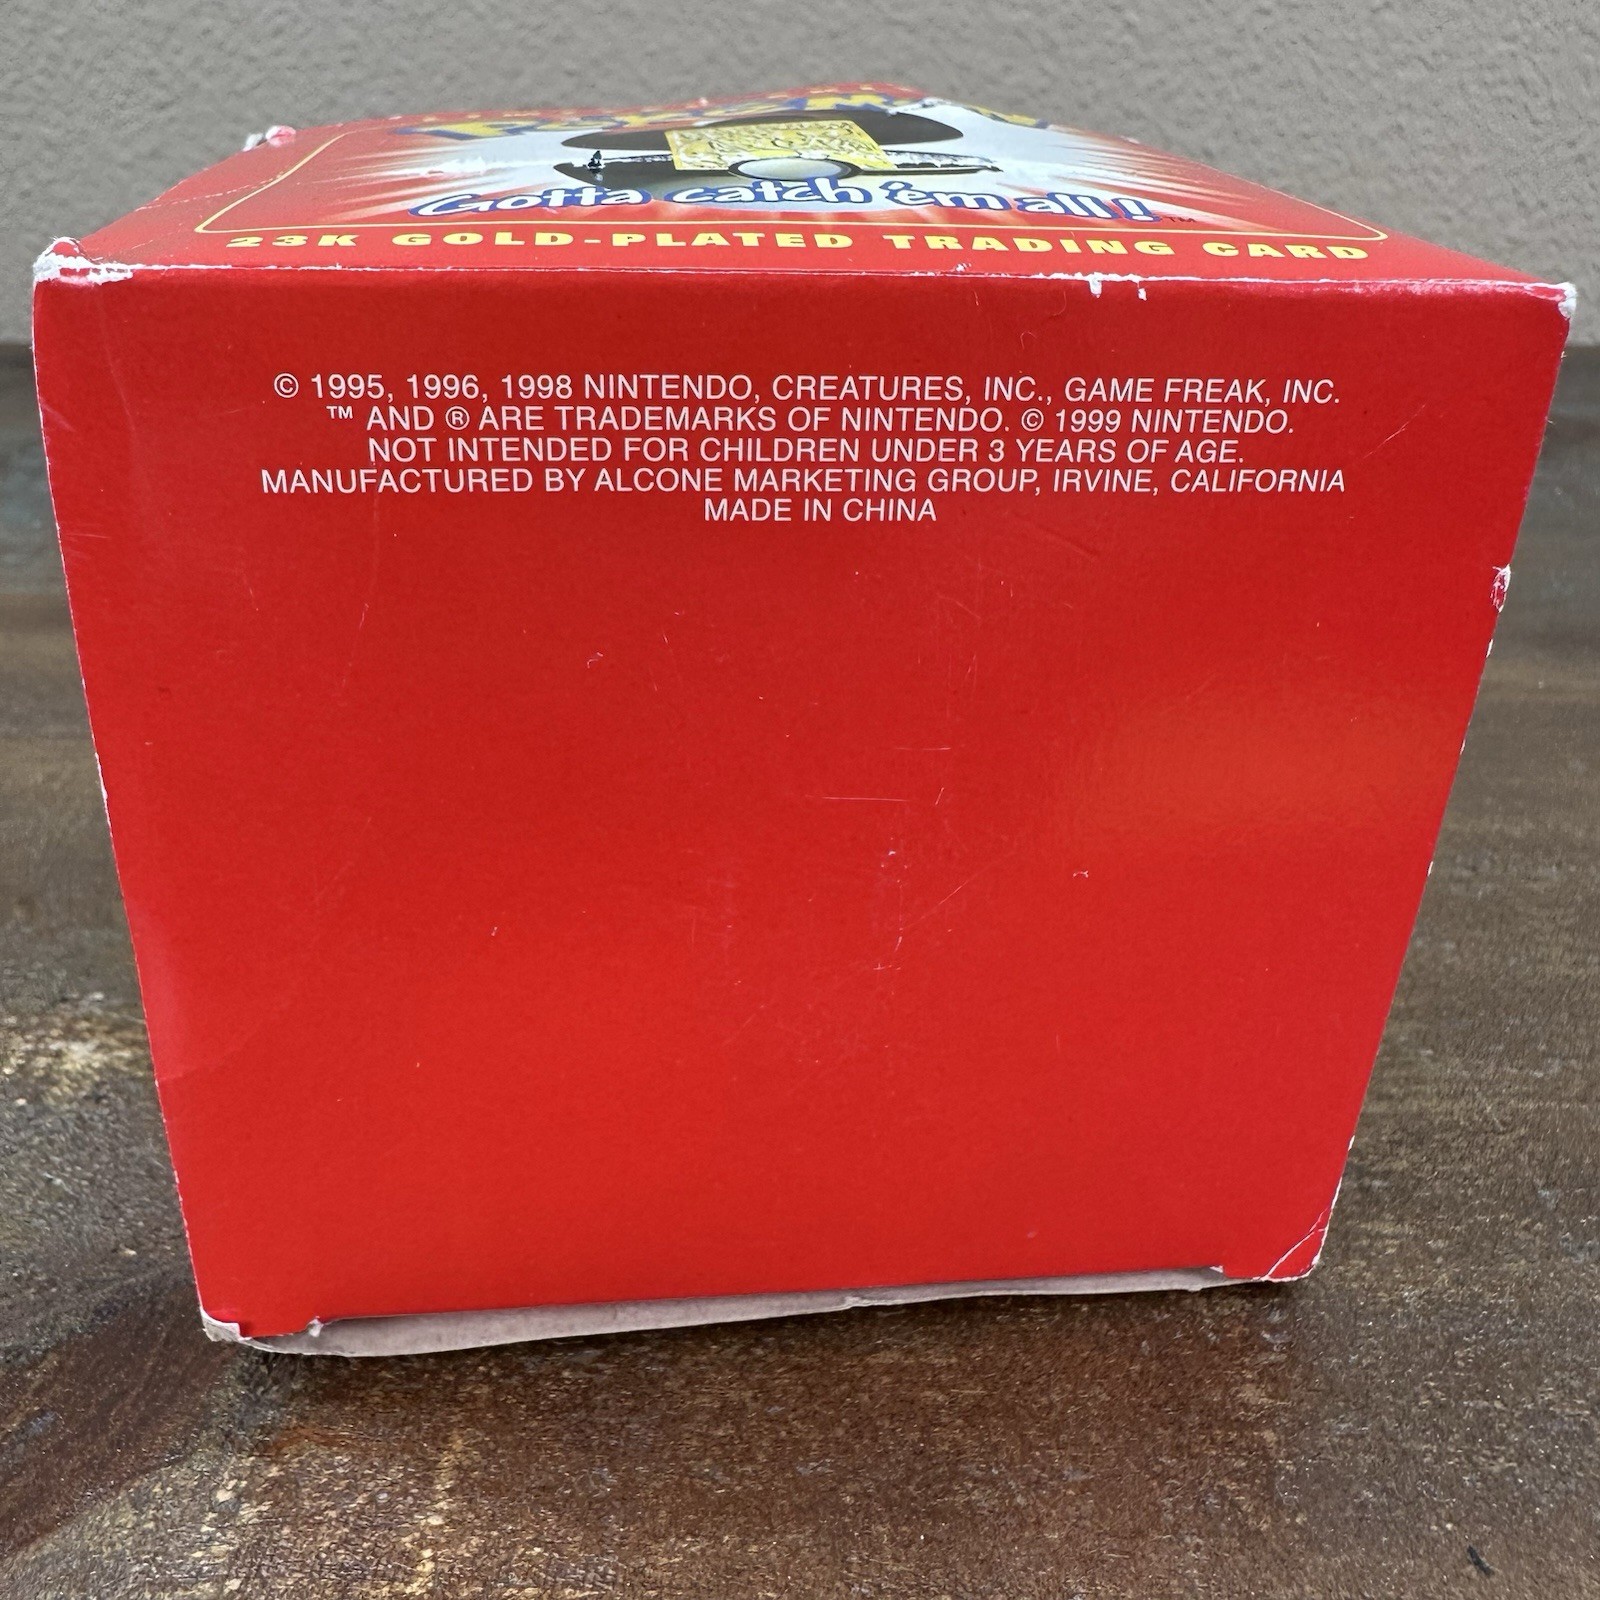 POKéMON
Gotta catch 'em all!™
23K GOLD-PLATED TRADING CARD
© 1995, 1996, 1998 NINTENDO, CREATURES, INC., GAME FREAK, INC.
™ AND ® ARE TRADEMARKS OF NINTENDO. © 1999 NINTENDO.
NOT INTENDED FOR CHILDREN UNDER 3 YEARS OF AGE.
MANUFACTURED BY ALCONE MARKETING GROUP, IRVINE, CALIFORNIA
MADE IN CHINA